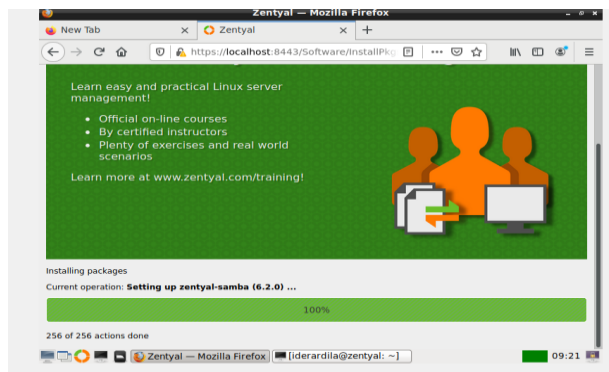 Zentyal — Mozilla Firefox
New Tab
Zentyal
https://localhost:8443/Software/InstallPkg
Learn easy and practical Linux server
management!
Official on-line courses
By certified instructors
Plenty of exercises and real world
scenarios
Learn more at www.zentyal.com/training!
Installing packages
Current operation: Setting up zentyal-samba (6.2.0) ...
100%
256 of 256 actions done
Zentyal — Mozilla Firefox
[iderardila@zentyal: ~]
09:21